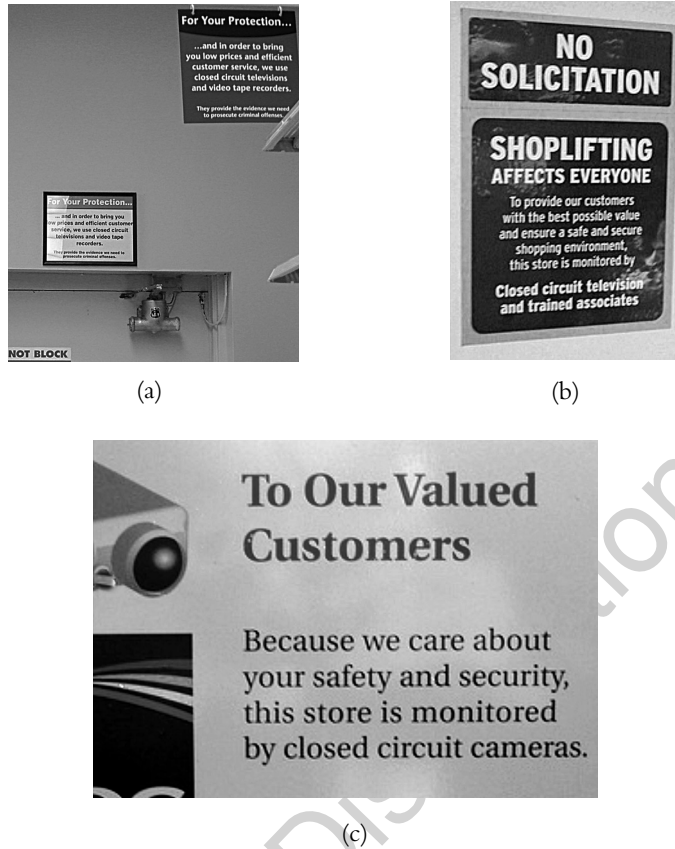 For Your Protection...
...and in order to bring
you low prices and efficient
customer service, we use
closed circuit televisions
and video tape recorders.
They provide the evidence we need
to prosecute criminal offenses.
For Your Protection...
... and in order to bring you
low prices and efficient customer
service, we use closed circuit
televisions and video tape
recorders.
They provide the evidence we need to
prosecute criminal offenses.
NOT BLOCK
(a)
NO
SOLICITATION
SHOPLIFTING
AFFECTS EVERYONE
To provide our customers
with the best possible value
and ensure a safe and secure
shopping environment,
this store is monitored by
Closed circuit television
and trained associates
(b)
To Our Valued
Customers
Because we care about
your safety and security,
this store is monitored
by closed circuit cameras.
(c)